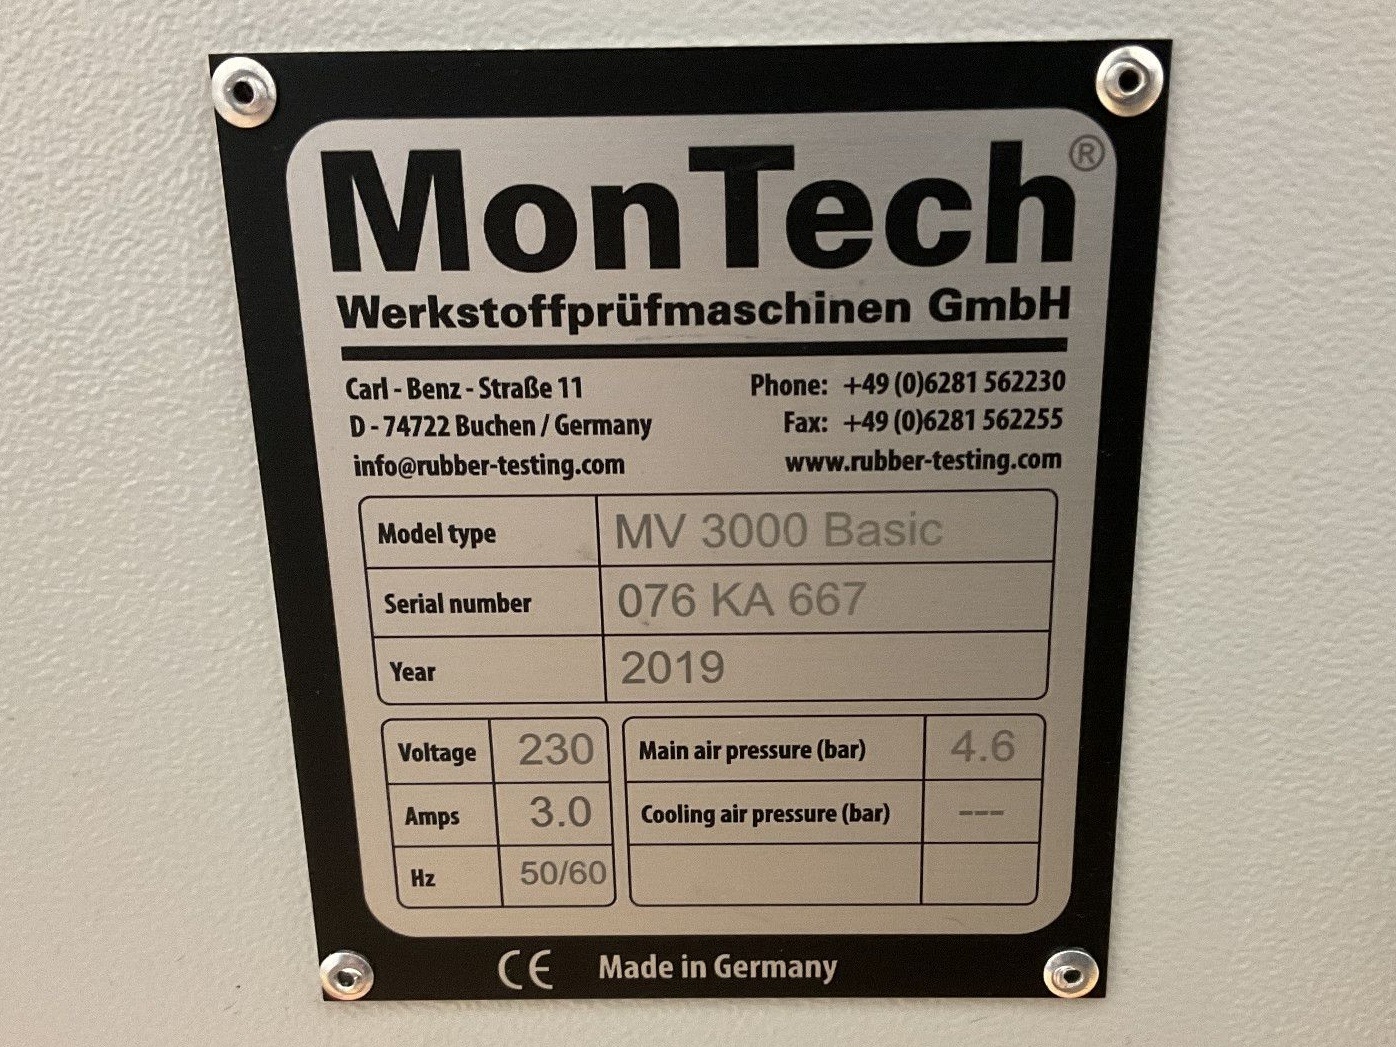 MonTech®
Werkstoffprüfmaschinen GmbH
Carl - Benz - Straße 11
D - 74722 Buchen / Germany
info@rubber-testing.com
Phone: +49 (0)6281 562230
Fax: +49 (0)6281 562255
www.rubber-testing.com
Model type MV 3000 Basic
Serial number 076 KA 667
Year 2019
Voltage 230
Amps 3.0
Hz 50/60
Main air pressure (bar) 4.6
Cooling air pressure (bar) ---
CE Made in Germany